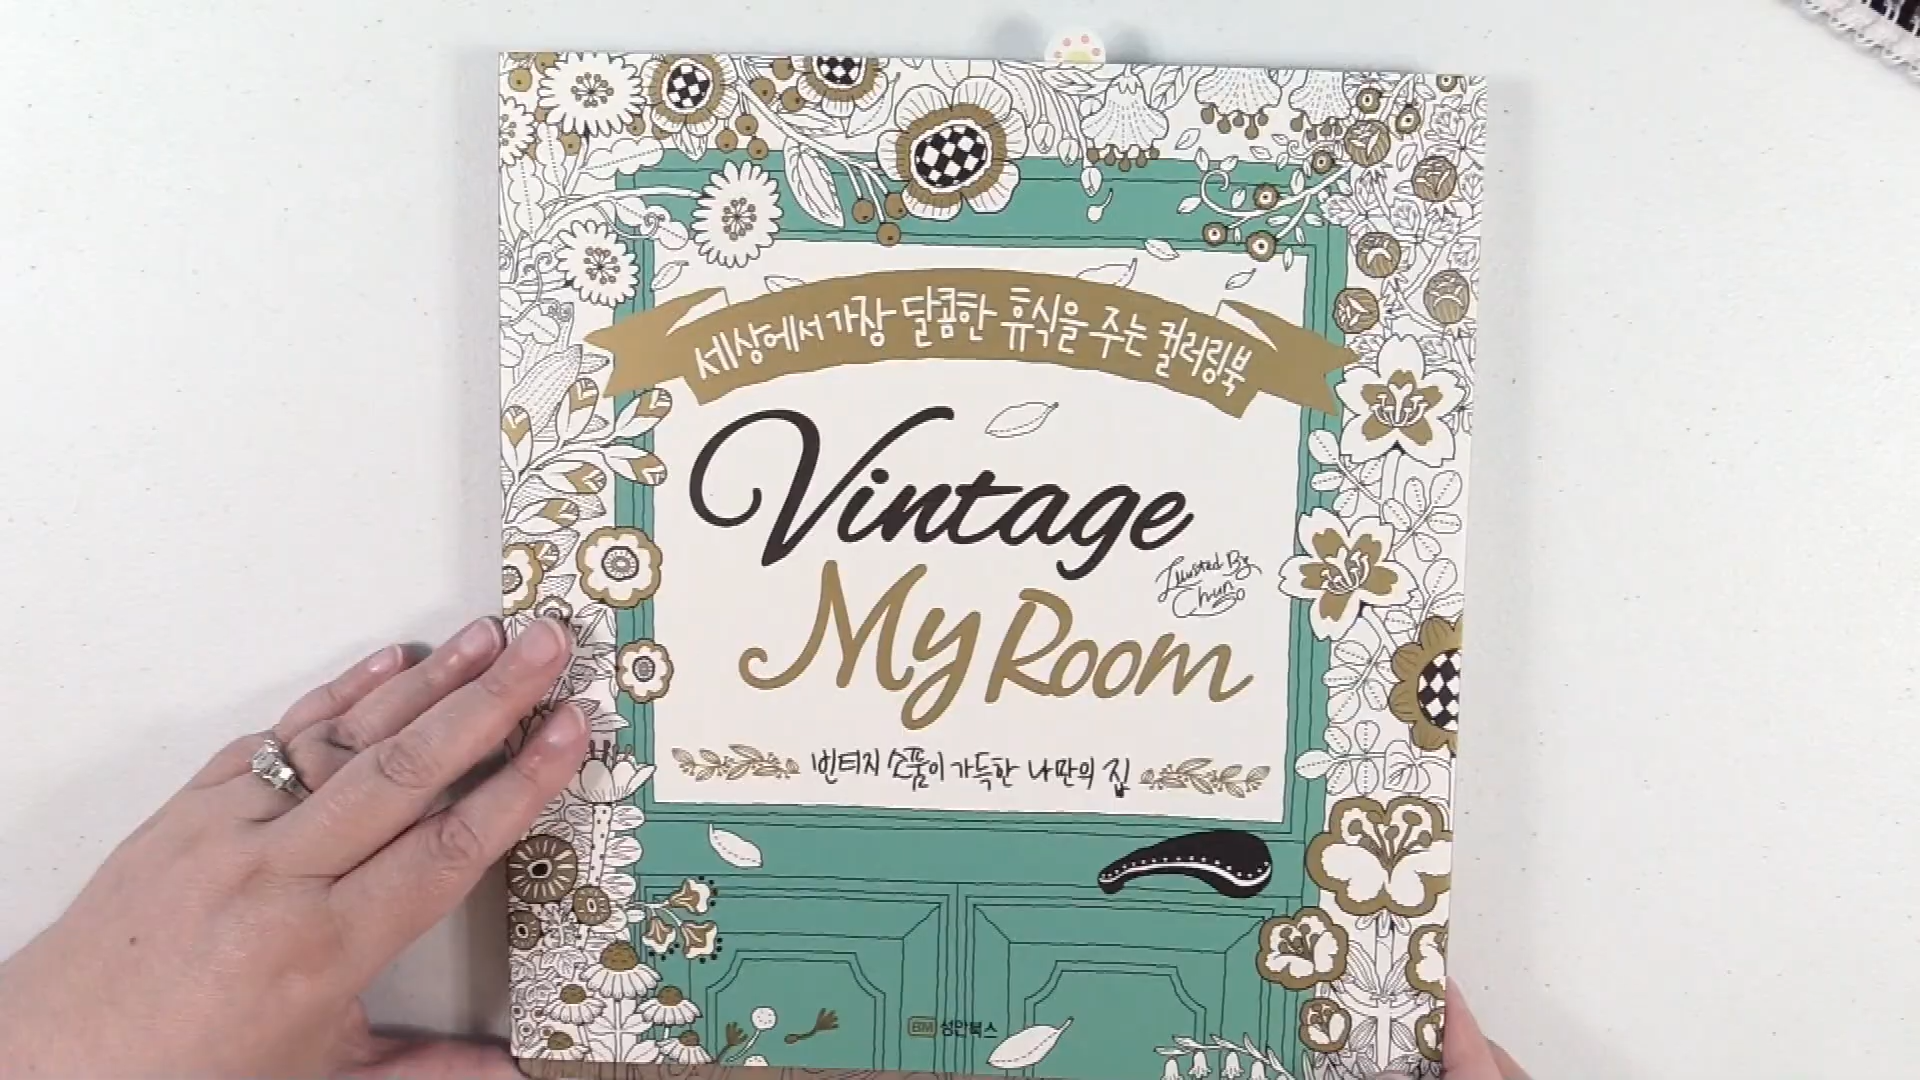 세상에서 가장 달콤한 휴식을 주는 컬러링북
Vintage
Illusted By
Chun So
My Room
빈티지 소품이 가득한 나만의 집
BM 성안북스